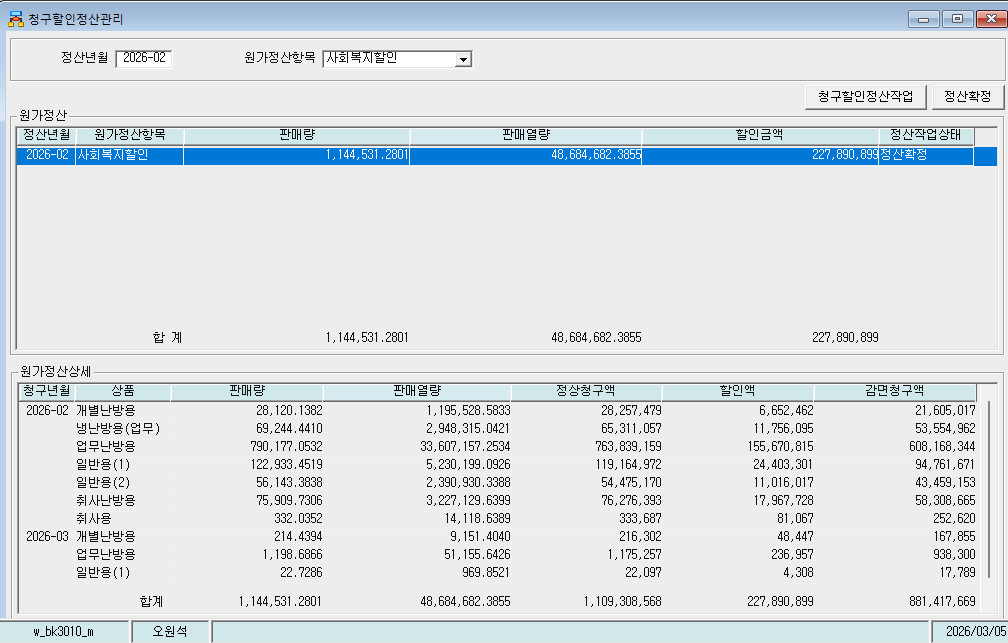 청구할인정산관리
정산년월 2026-02 원가정산항목 사회복지할인
청구할인정산작업 정산확정
원가정산
정산년월 원가정산항목 판매량 판매열량 할인금액 정산작업상태
2026-02 사회복지할인 1,144,531.2801 48,684,682.3855 227,890,899 정산확정
합 계 1,144,531.2801 48,684,682.3855 227,890,899
원가정산상세
청구년월 상품 판매량 판매열량 정상청구액 할인액 감면청구액
2026-02 개별난방용 28,120.1382 1,195,528.5833 28,257,479 6,652,462 21,605,017
냉난방용(업무) 69,244.4410 2,948,315.0421 65,311,057 11,756,095 53,554,962
업무난방용 790,177.0532 33,607,157.2534 763,839,159 155,670,815 608,168,344
일반용(1) 122,933.4519 5,230,199.0926 119,164,972 24,403,301 94,761,671
일반용(2) 56,143.3838 2,390,930.3388 54,475,170 11,016,017 43,459,153
취사난방용 75,909.7306 3,227,129.6399 76,276,393 17,967,728 58,308,665
취사용 332.0352 14,118.6389 333,687 81,067 252,620
2026-03 개별난방용 214.4394 9,151.4040 216,302 48,447 167,855
업무난방용 1,198.6866 51,155.6426 1,175,257 236,957 938,300
일반용(1) 22.7286 969.8521 22,097 4,308 17,789
합계 1,144,531.2801 48,684,682.3855 1,109,308,568 227,890,899 881,417,669
w_bk3010_m 오원석 2026/03/05